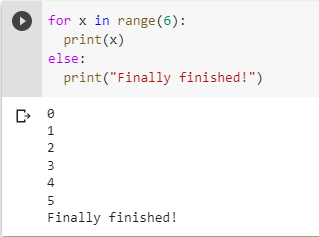 for x in range(6):
  print(x)
else:
  print("Finally finished!")
0
1
2
3
4
5
Finally finished!